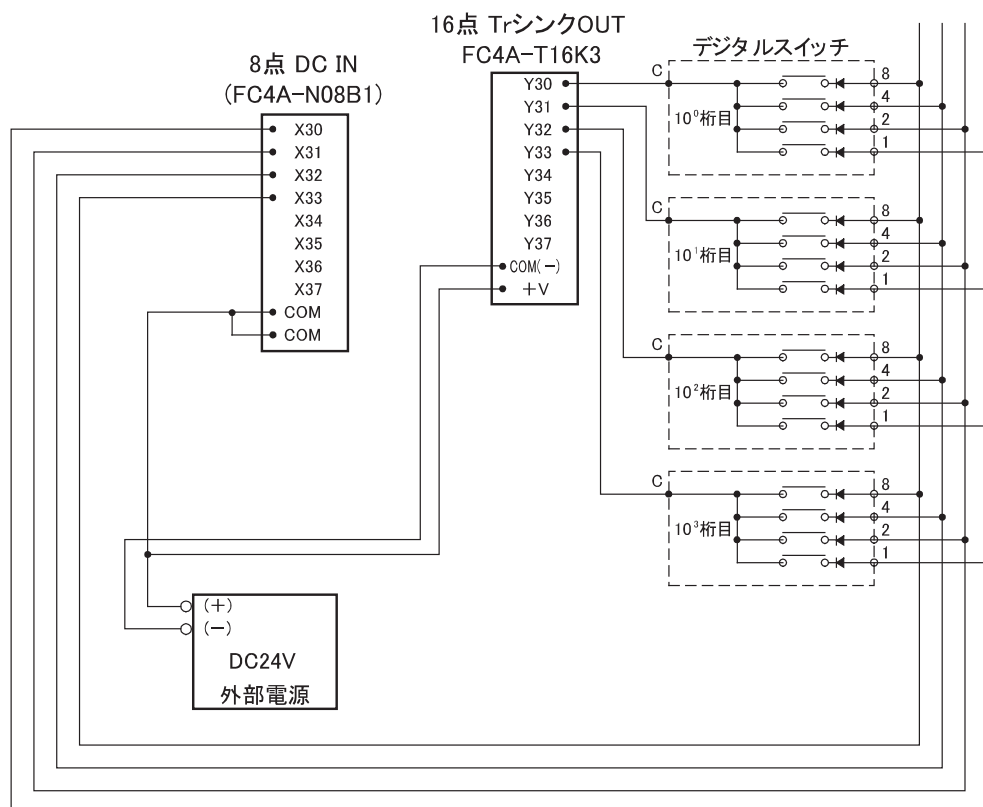 8点 DC IN
(FC4A-N08B1)
X30
X31
X32
X33
X34
X35
X36
X37
COM
COM
16点 TrシンクOUT
FC4A-T16K3
Y30
Y31
Y32
Y33
Y34
Y35
Y36
Y37
COM(-)
+V
デジタルスイッチ
C
10⁰桁目
8
4
2
1
C
10¹桁目
8
4
2
1
C
10²桁目
8
4
2
1
C
10³桁目
8
4
2
1
(+)
(-)
DC24V
外部電源